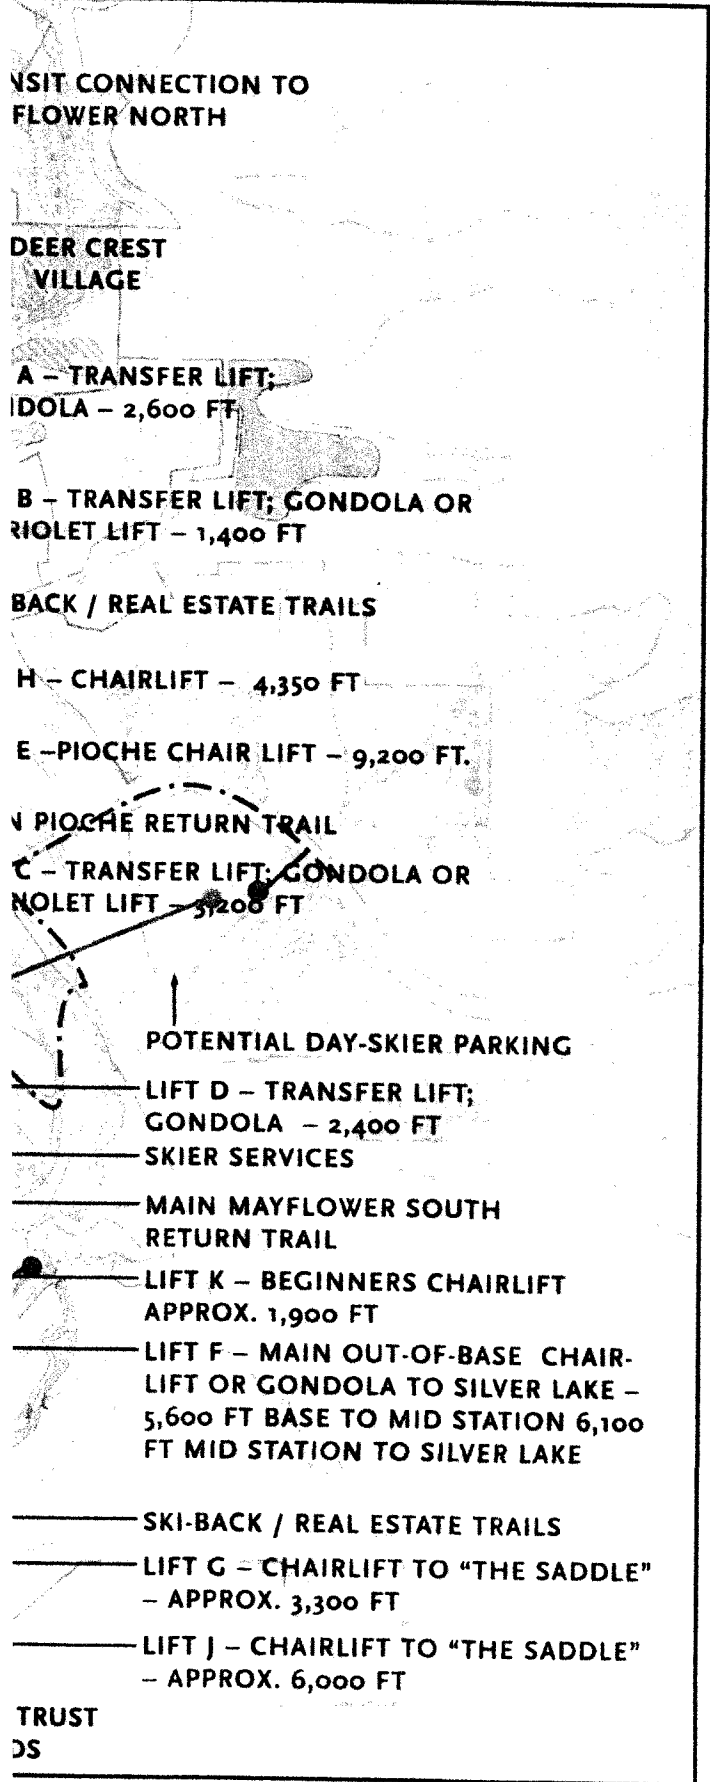 NSIT CONNECTION TO
FLOWER NORTH
DEER CREST
VILLAGE
A – TRANSFER LIFT;
DOLA – 2,600 FT
B – TRANSFER LIFT; GONDOLA OR
RIOLET LIFT – 1,400 FT
BACK / REAL ESTATE TRAILS
H – CHAIRLIFT – 4,350 FT
E –PIOCHE CHAIR LIFT – 9,200 FT.
N PIOCHE RETURN TRAIL
C – TRANSFER LIFT; GONDOLA OR
LIFT – 3,200 FT
POTENTIAL DAY-SKIER PARKING
LIFT D – TRANSFER LIFT;
GONDOLA – 2,400 FT
SKIER SERVICES
MAIN MAYFLOWER SOUTH
RETURN TRAIL
LIFT K – BEGINNERS CHAIRLIFT
APPROX. 1,900 FT
LIFT F – MAIN OUT-OF-BASE CHAIR-
LIFT OR GONDOLA TO SILVER LAKE –
5,600 FT BASE TO MID STATION 6,100
FT MID STATION TO SILVER LAKE
SKI-BACK / REAL ESTATE TRAILS
LIFT G – CHAIRLIFT TO “THE SADDLE”
– APPROX. 3,300 FT
LIFT J – CHAIRLIFT TO “THE SADDLE”
– APPROX. 6,000 FT
TRUST
DS